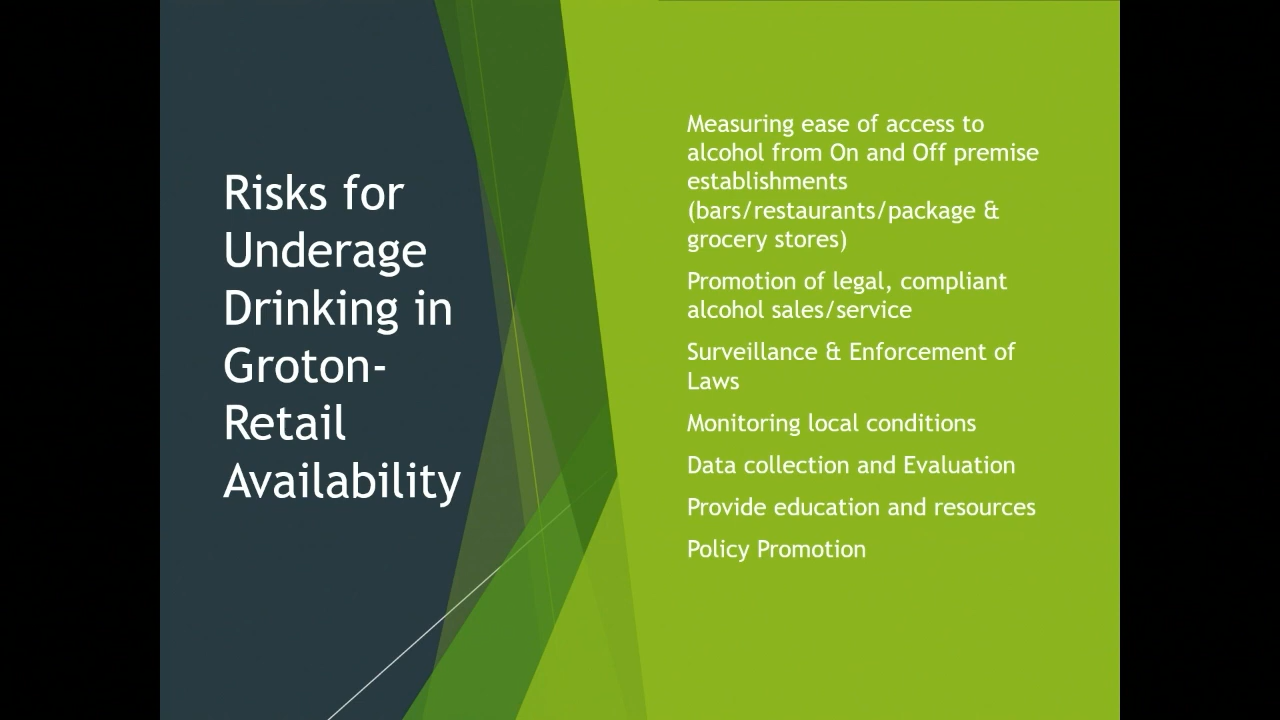 Risks for
Underage
Drinking in
Groton-
Retail
Availability
Measuring ease of access to
alcohol from On and Off premise
establishments
(bars/restaurants/package &
grocery stores)
Promotion of legal, compliant
alcohol sales/service
Surveillance & Enforcement of
Laws
Monitoring local conditions
Data collection and Evaluation
Provide education and resources
Policy Promotion